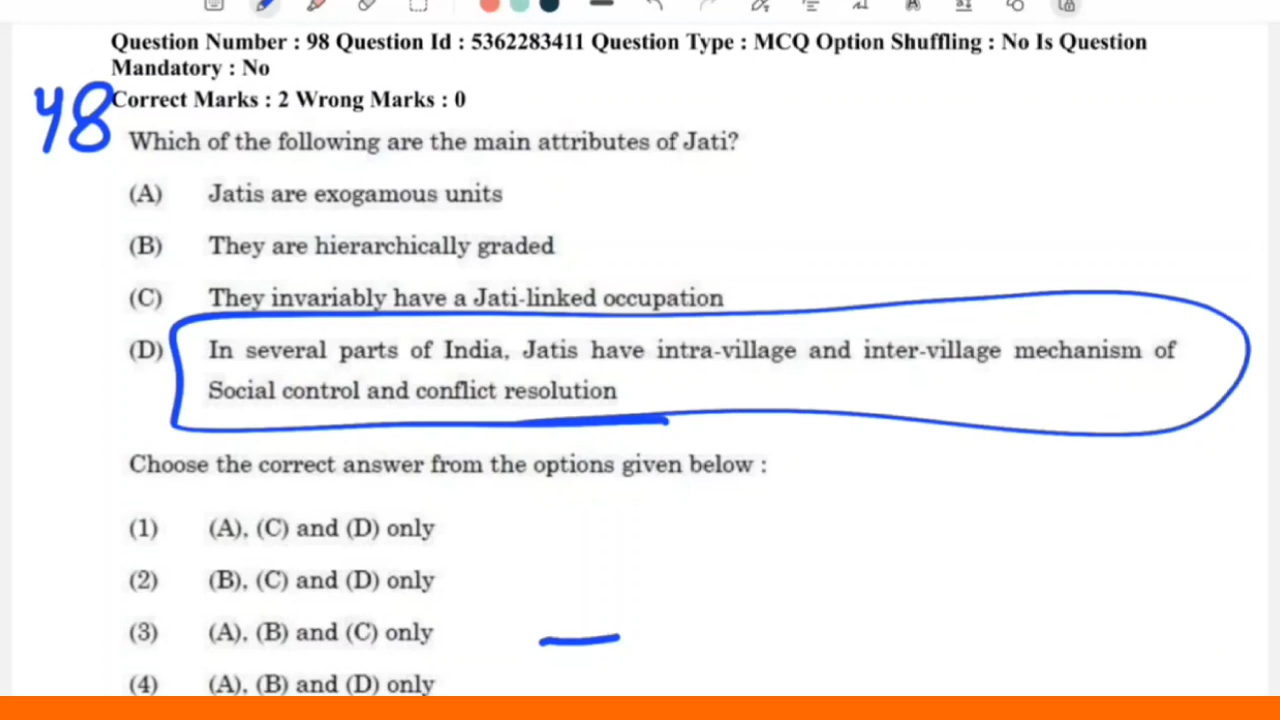 Question Number : 98 Question Id : 5362283411 Question Type : MCQ Option Shuffling : No Is Question
Mandatory : No
Correct Marks : 2 Wrong Marks : 0
48
Which of the following are the main attributes of Jati?
(A) Jatis are exogamous units
(B) They are hierarchically graded
(C) They invariably have a Jati-linked occupation
(D) In several parts of India, Jatis have intra-village and inter-village mechanism of
Social control and conflict resolution
Choose the correct answer from the options given below :
(1) (A), (C) and (D) only
(2) (B), (C) and (D) only
(3) (A), (B) and (C) only
(4) (A), (B) and (D) only